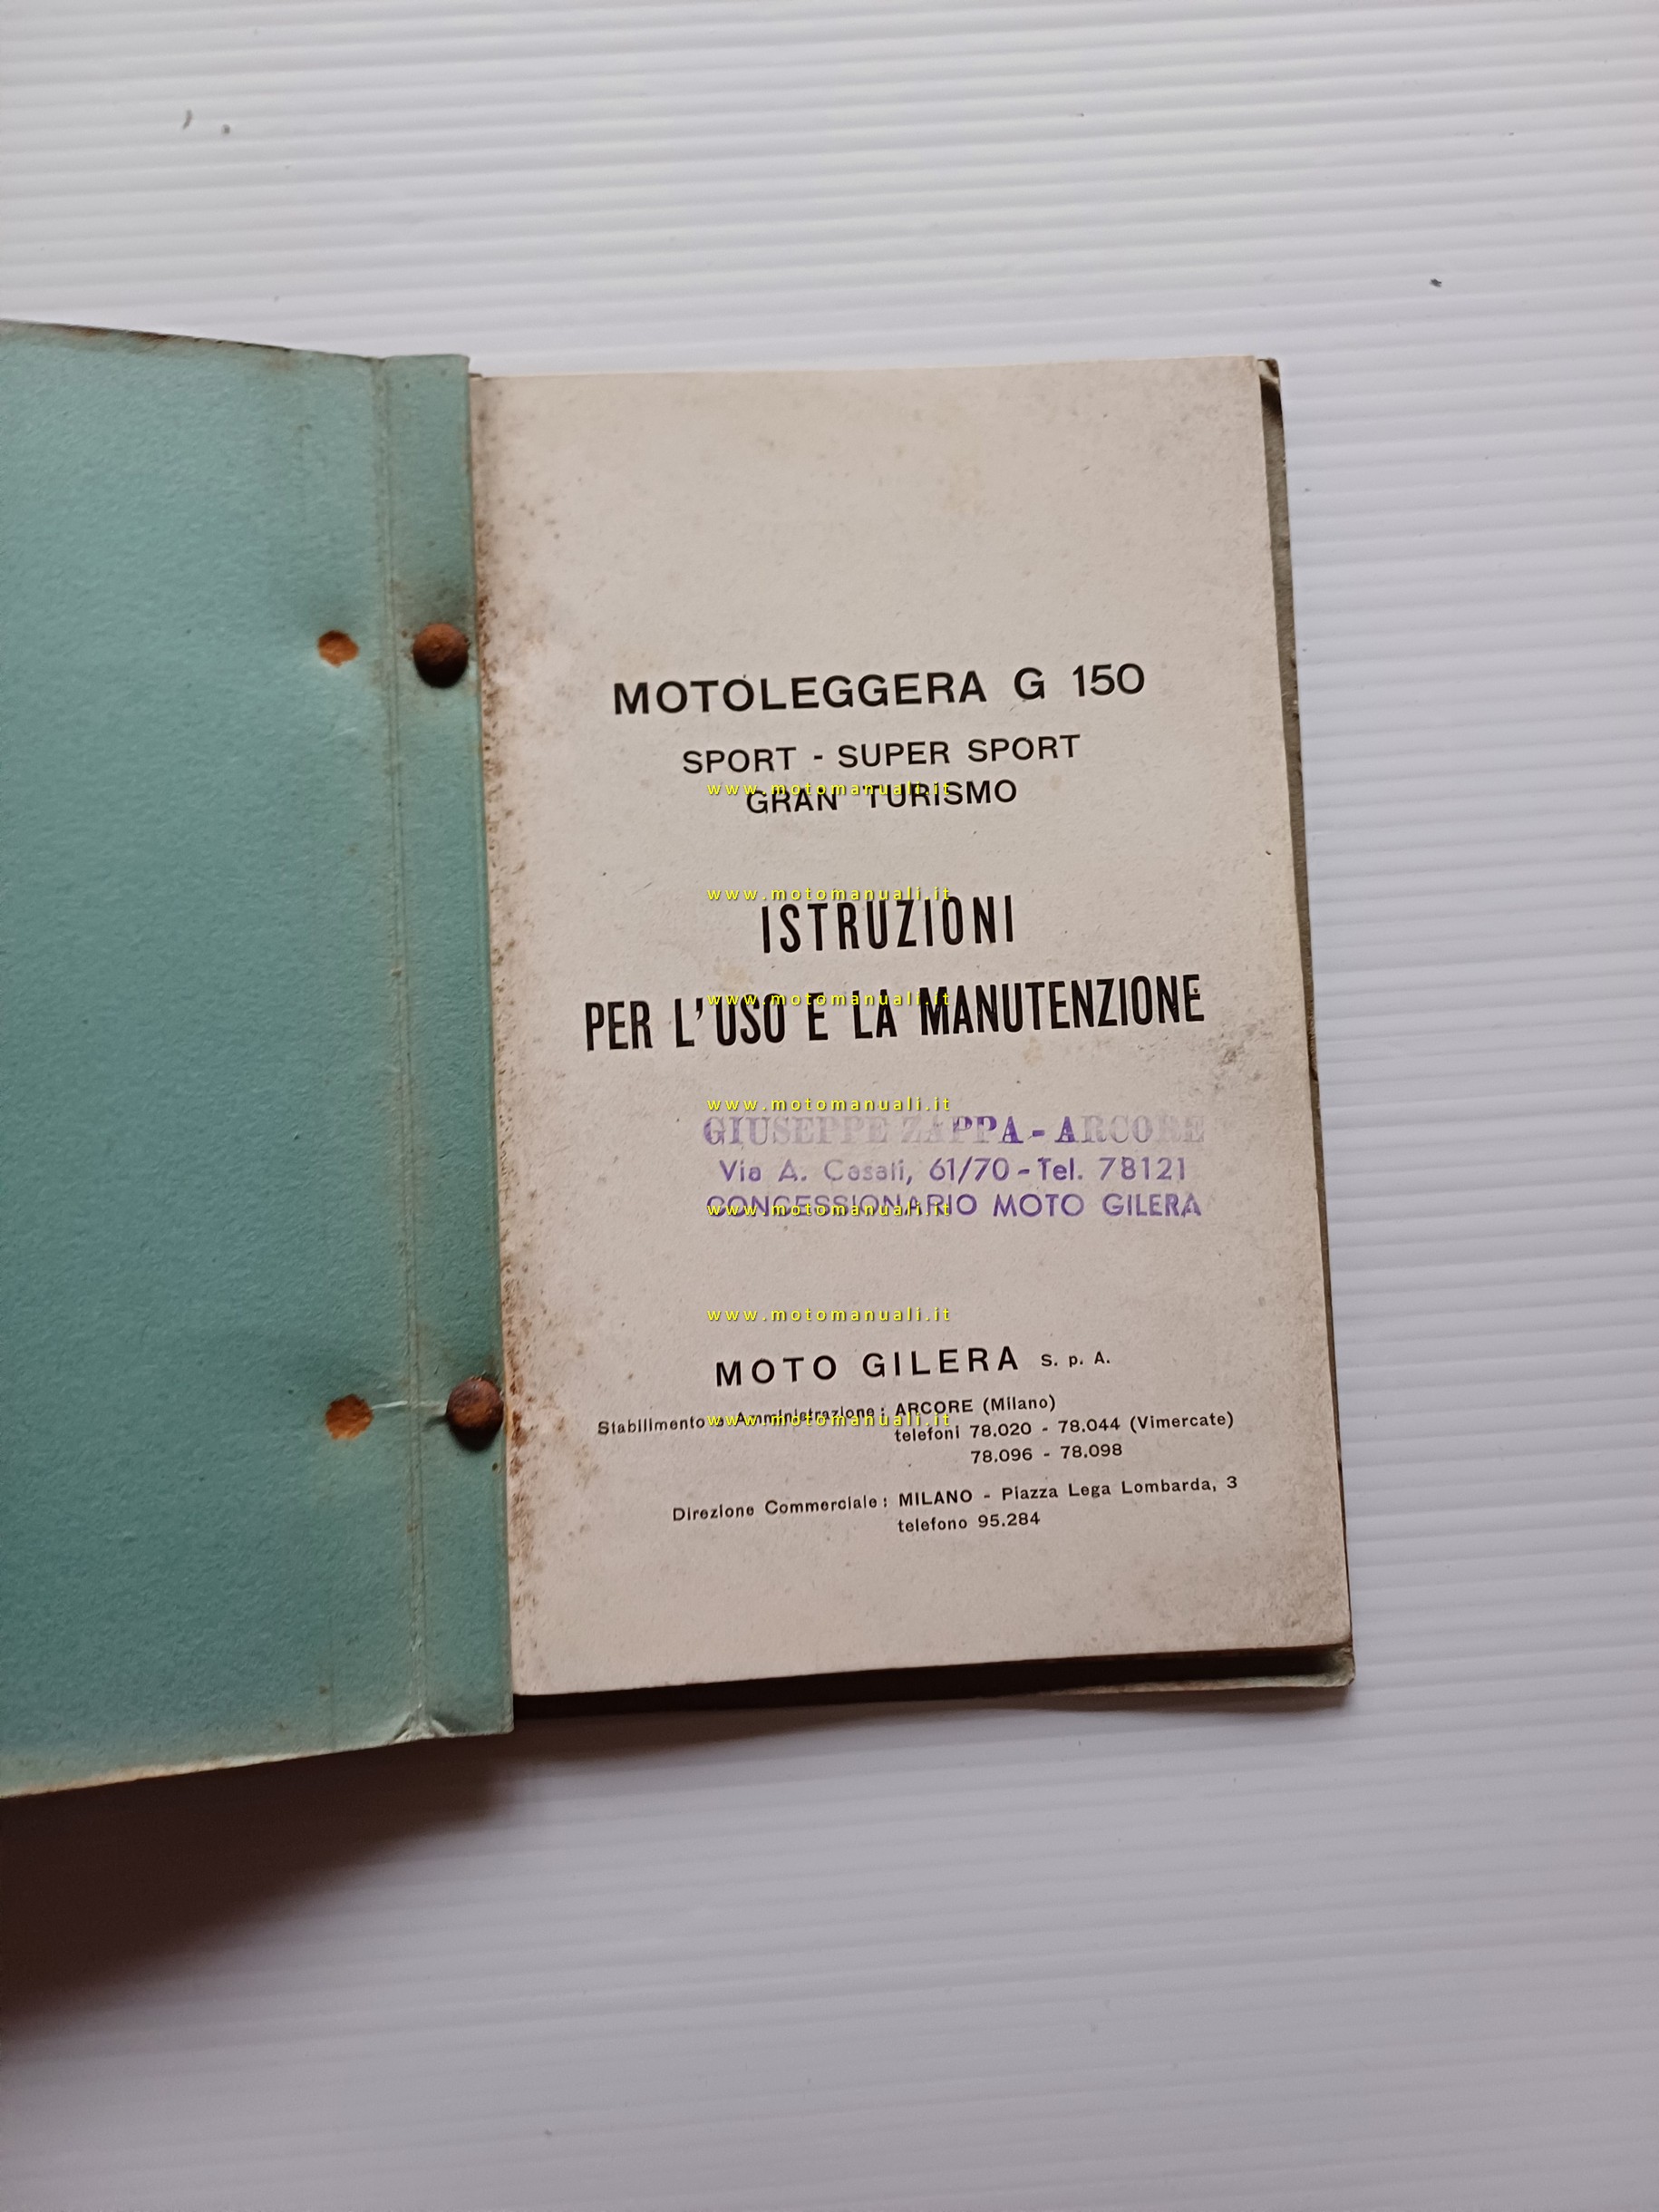 MOTOLEGGERA G 150
SPORT - SUPER SPORT
www.motomanuali.it
GRAN TURISMO
www.motomanuali.it
ISTRUZIONI
www.motomanuali.it
PER L'USO E LA MANUTENZIONE
www.motomanuali.it
GIUSEPPE ZAPPA - ARCORE
Via A. Casali, 61/70 - Tel. 78121
CONCESSIONARIO MOTO GILERA
www.motomanuali.it
www.motomanuali.it
MOTO GILERA S. p. A.
Stabilimento e Amministrazione : ARCORE (Milano)
www.motomanuali.it
telefoni 78.020 - 78.044 (Vimercate)
78.096 - 78.098
Direzione Commerciale : MILANO - Piazza Lega Lombarda, 3
telefono 95.284